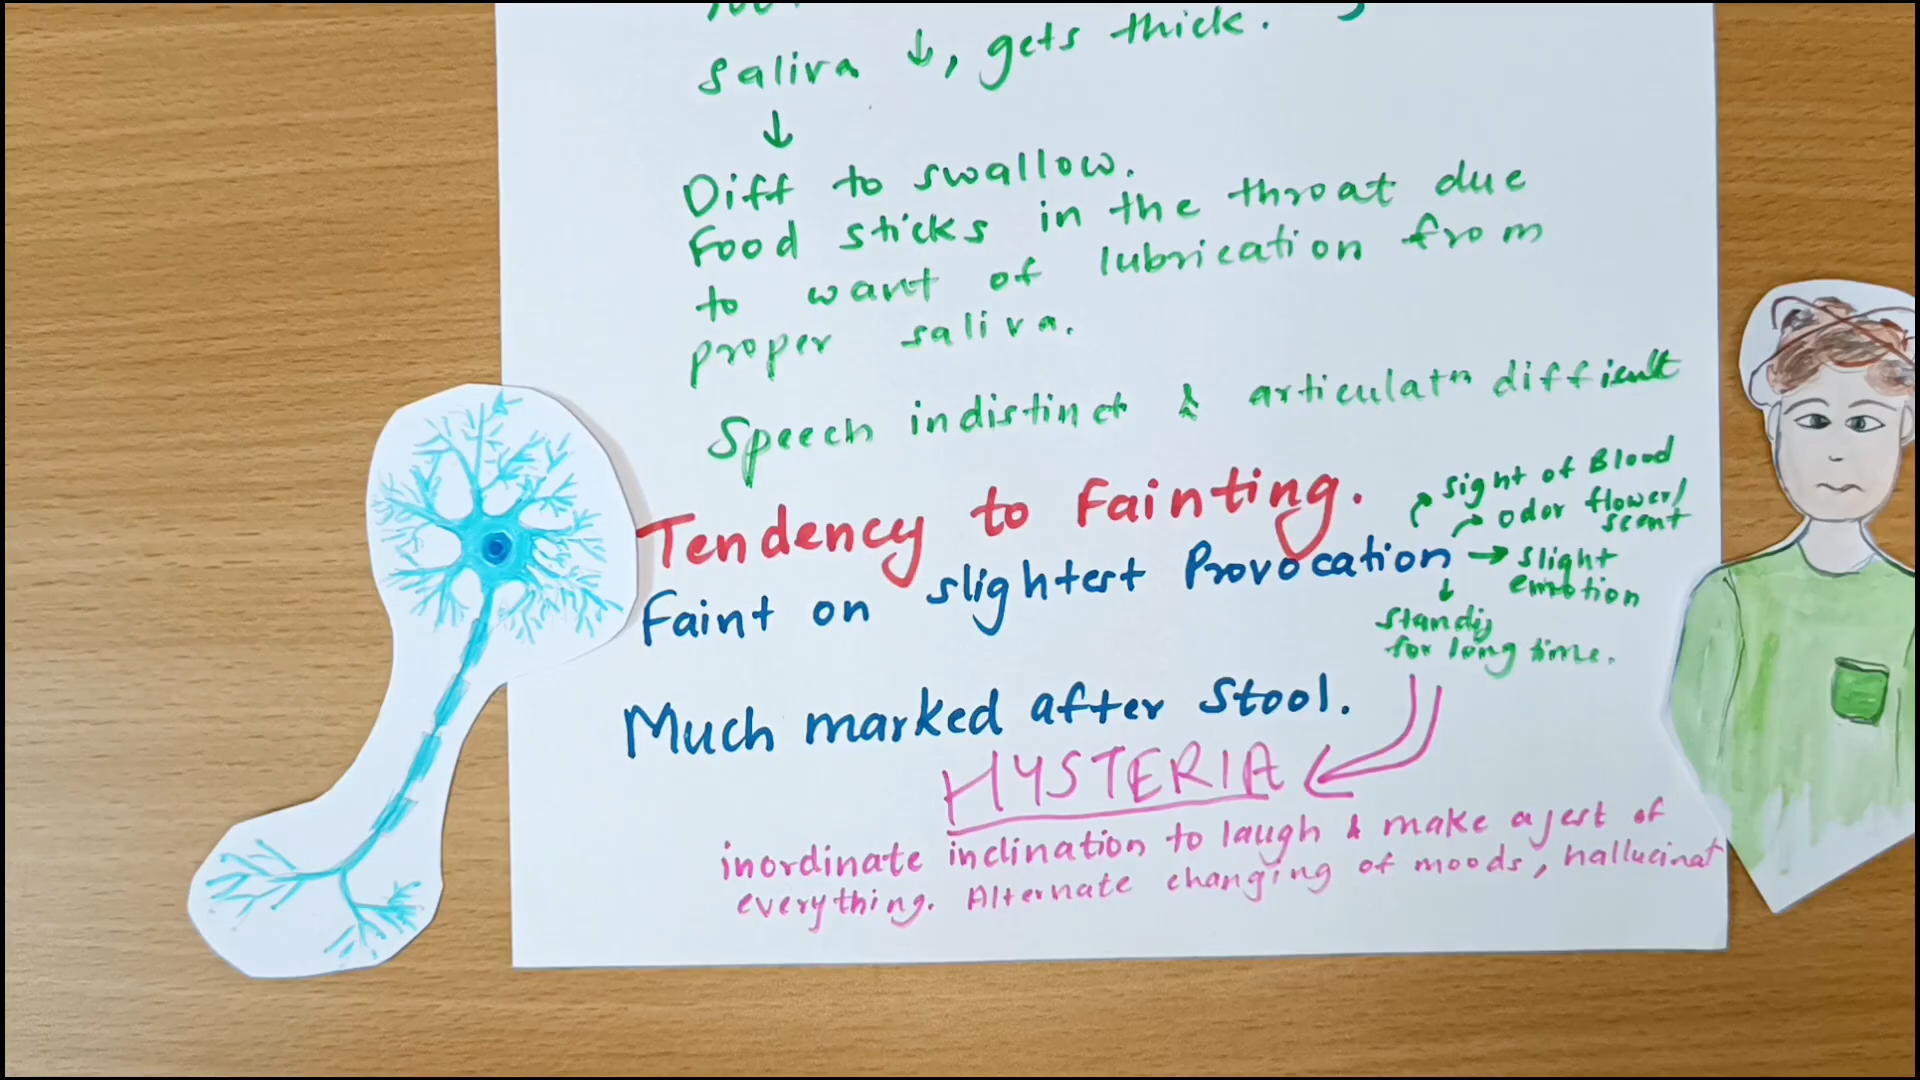 saliva ↓, gets thick.
↓
Diff to swallow.
Food sticks in the throat due
to want of lubrication from
proper saliva.
Speech indistinct & articulatn difficult
Tendency to Fainting.
Faint on slightest Provocation
→ sight of Blood
→ odor flower/
scent
→ slight
emotion
↓
Standig
for long time.
Much marked after Stool.
HYSTERIA
inordinate inclination to laugh & make a jest of
everything. Alternate changing of moods, hallucinat